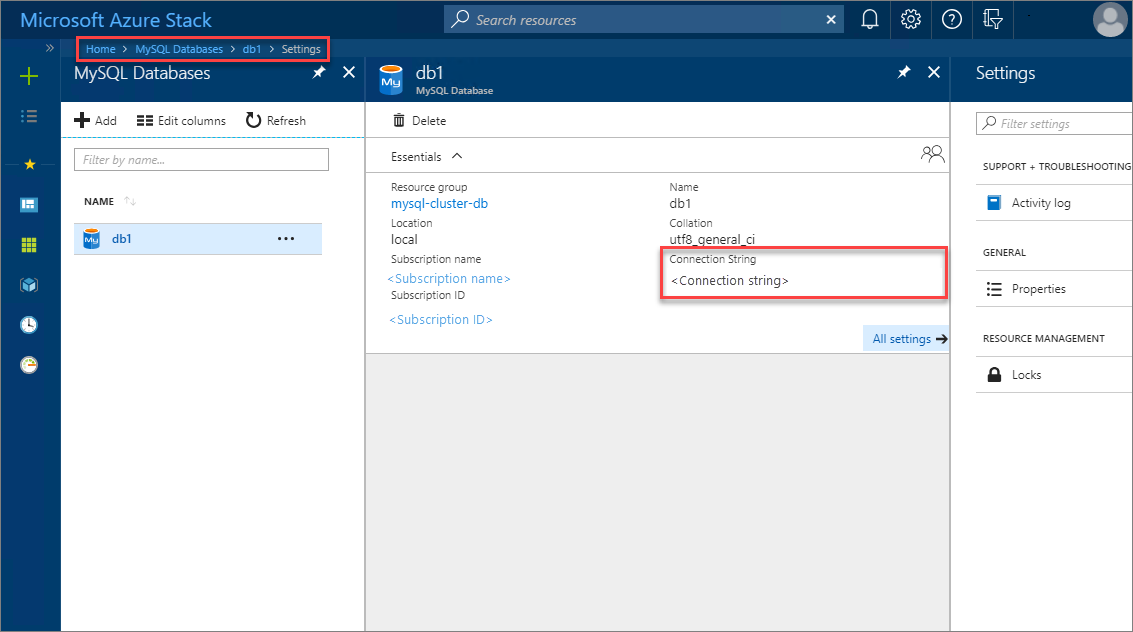 Microsoft Azure Stack
Search resources
Home > MySQL Databases > db1 > Settings
MySQL Databases
My
db1
MySQL Database
Settings
Add
Edit columns
Refresh
Delete
Filter settings
Filter by name...
Essentials
SUPPORT + TROUBLESHOOTING
Resource group
mysql-cluster-db
Name
db1
NAME
Activity log
Location
local
Collation
utf8_general_ci
My
db1
GENERAL
Subscription name
<Subscription name>
Connection String
<Connection string>
Properties
Subscription ID
<Subscription ID>
All settings
RESOURCE MANAGEMENT
Locks